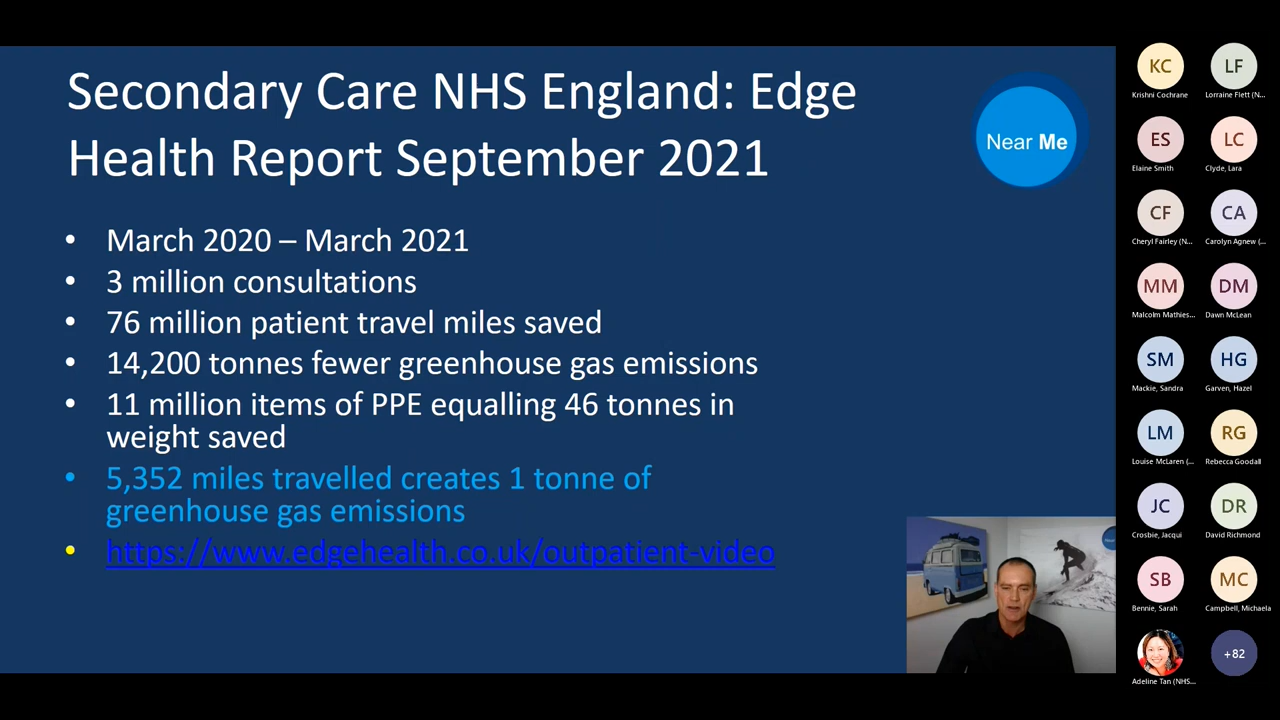 Secondary Care NHS England: Edge
Health Report September 2021
Near Me
• March 2020 – March 2021
• 3 million consultations
• 76 million patient travel miles saved
• 14,200 tonnes fewer greenhouse gas emissions
• 11 million items of PPE equalling 46 tonnes in
weight saved
• 5,352 miles travelled creates 1 tonne of
greenhouse gas emissions
• https://www.edgehealth.co.uk/outpatient-video
KC
LF
Krishni Cochrane
Lorraine Flett (N...
ES
LC
Elaine Smith
Clyde, Lara
CF
CA
Cheryl Fairley (N...
Carolyn Agnew (...
MM
DM
Malcolm Mathies...
Dawn McLean
SM
HG
Mackie, Sandra
Garven, Hazel
LM
RG
Louise McLaren (...
Rebecca Goodall
JC
DR
Crosbie, Jacqui
David Richmond
SB
MC
Bennie, Sarah
Campbell, Michaela
+82
Adeline Tan (NHS...